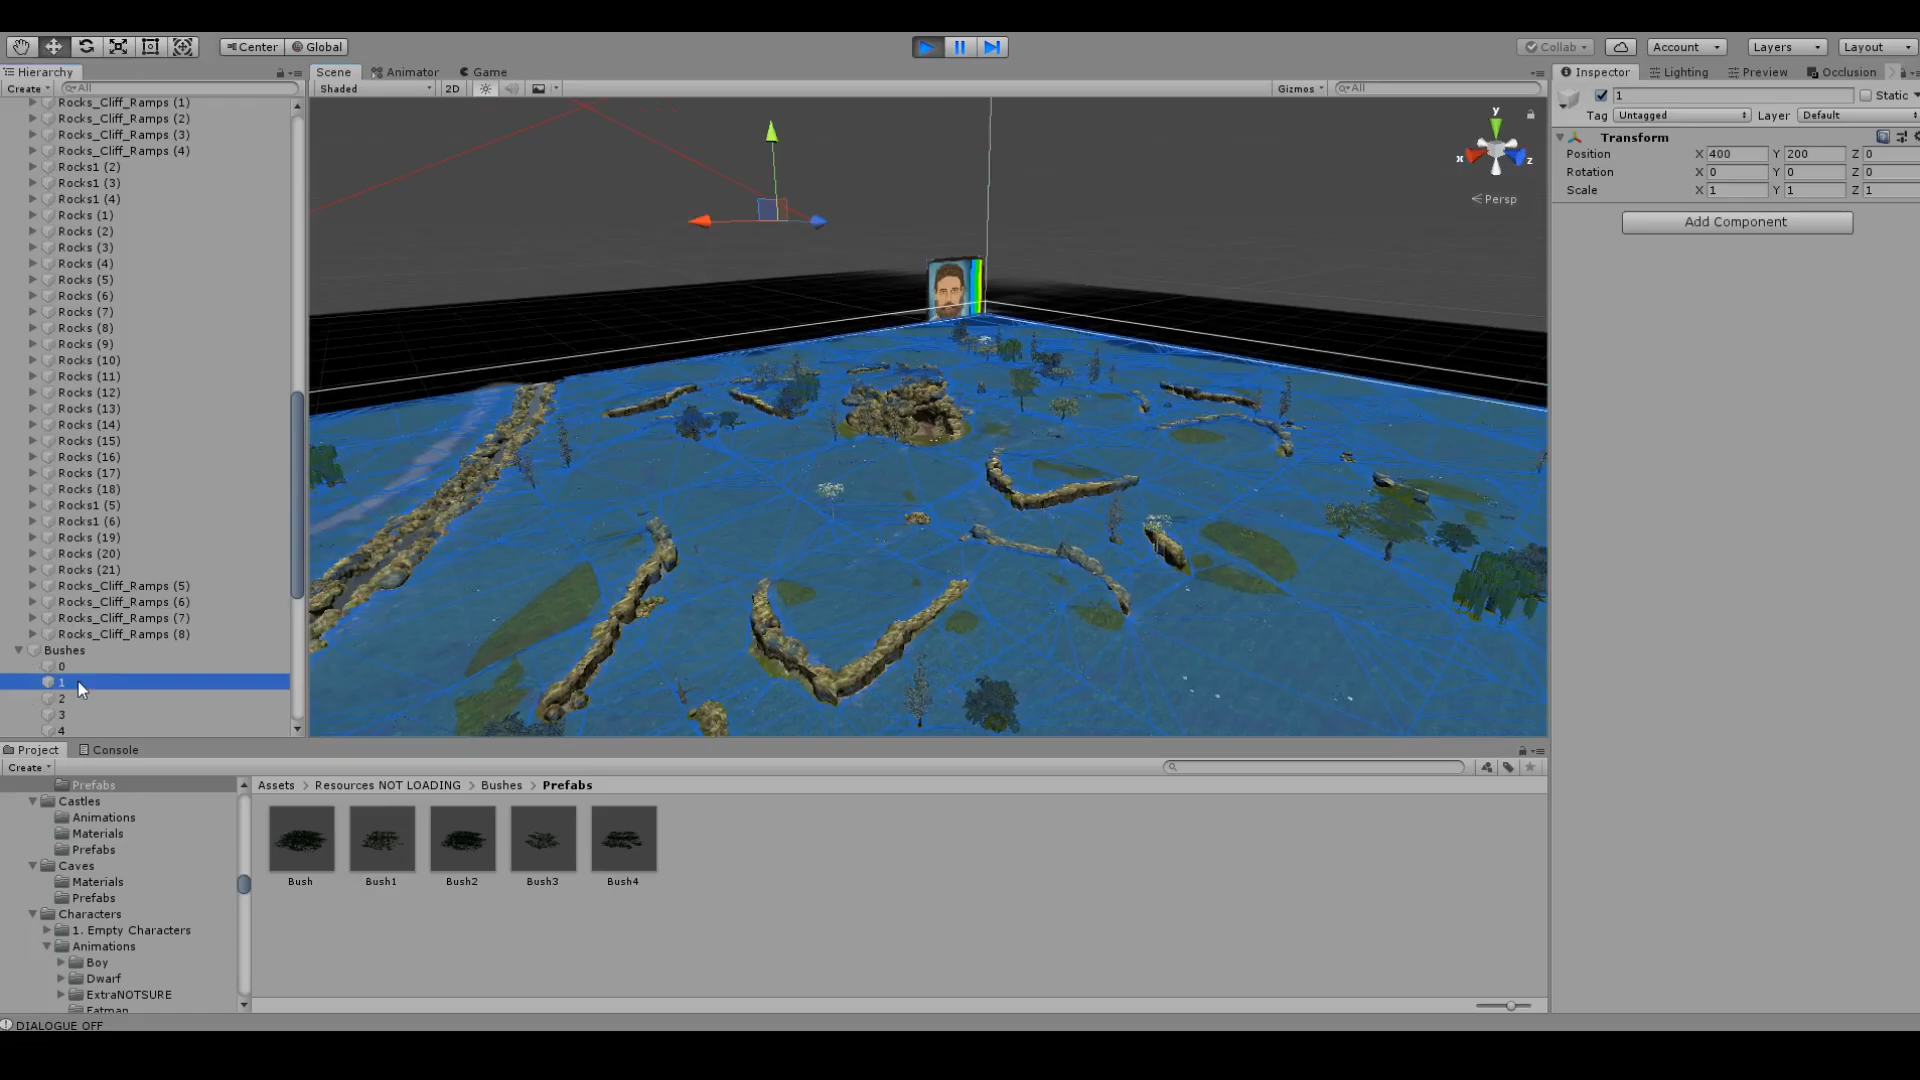 Center
Global
Collab
Account
Layers
Layout
Hierarchy
Create
All
Rocks_Cliff_Ramps (1)
Rocks_Cliff_Ramps (2)
Rocks_Cliff_Ramps (3)
Rocks_Cliff_Ramps (4)
Rocks1 (2)
Rocks1 (3)
Rocks1 (4)
Rocks (1)
Rocks (2)
Rocks (3)
Rocks (4)
Rocks (5)
Rocks (6)
Rocks (7)
Rocks (8)
Rocks (9)
Rocks (10)
Rocks (11)
Rocks (12)
Rocks (13)
Rocks (14)
Rocks (15)
Rocks (16)
Rocks (17)
Rocks (18)
Rocks1 (5)
Rocks1 (6)
Rocks (19)
Rocks (20)
Rocks (21)
Rocks_Cliff_Ramps (5)
Rocks_Cliff_Ramps (6)
Rocks_Cliff_Ramps (7)
Rocks_Cliff_Ramps (8)
Bushes
0
1
2
3
4
Scene
Animator
Game
Shaded
2D
Gizmos
All
y
x
z
Persp
Inspector
Lighting
Preview
Occlusion
1
Static
Tag Untagged Layer Default
Transform
Position X 400 Y 200 Z 0
Rotation X 0 Y 0 Z 0
Scale X 1 Y 1 Z 1
Add Component
Project
Console
Create
Prefabs
Castles
Animations
Materials
Prefabs
Caves
Materials
Prefabs
Characters
1. Empty Characters
Animations
Boy
Dwarf
ExtraNOTSURE
Fatman
Assets
Resources NOT LOADING
Bushes
Prefabs
Bush
Bush1
Bush2
Bush3
Bush4
DIALOGUE OFF